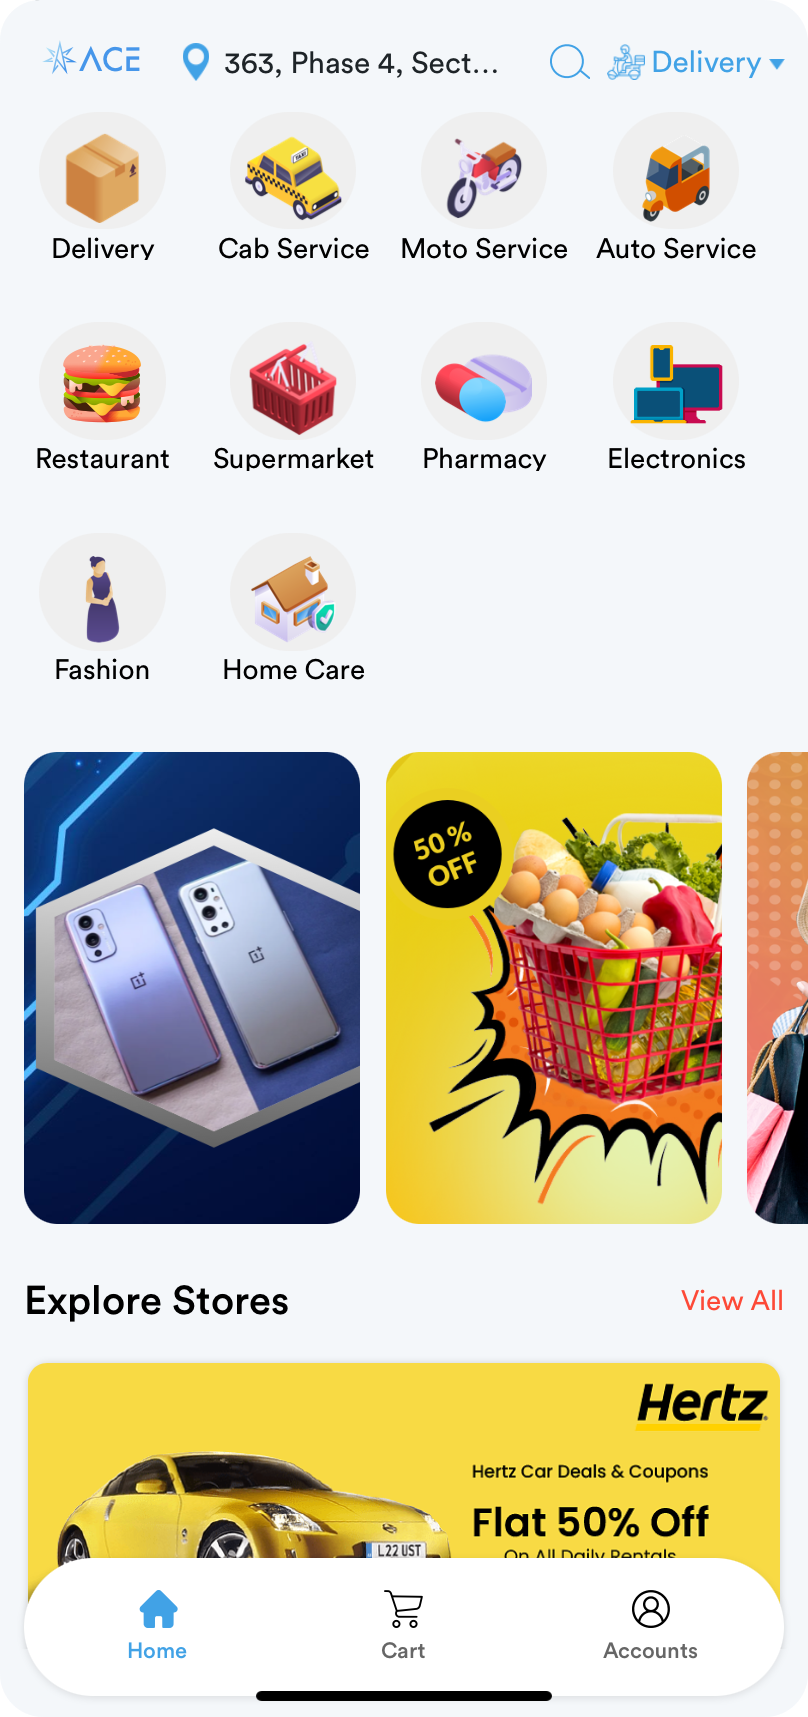 ACE
363, Phase 4, Sect...
Delivery
Delivery
Cab Service
Moto Service
Auto Service
TAXI
Restaurant
Supermarket
Pharmacy
Electronics
Fashion
Home Care
50%
OFF
Explore Stores
View All
Hertz
Hertz Car Deals & Coupons
Flat 50% Off
On All Daily Rentals
L22 UST
Home
Cart
Accounts